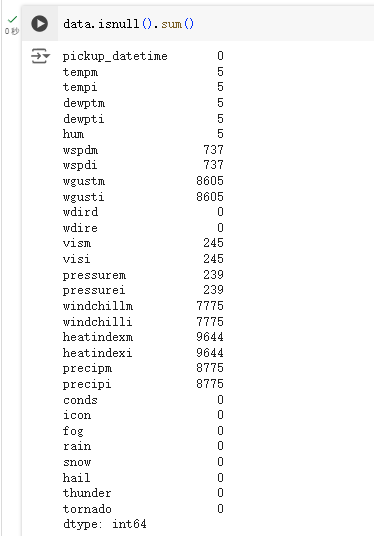 data.isnull().sum()
0秒
pickup_datetime 0
tempm 5
tempi 5
dewptm 5
dewpti 5
hum 5
wspdm 737
wspdi 737
wgustm 8605
wgusti 8605
wdird 0
wdire 0
vism 245
visi 245
pressurem 239
pressurei 239
windchillm 7775
windchilli 7775
heatindexm 9644
heatindexi 9644
precipm 8775
precipi 8775
conds 0
icon 0
fog 0
rain 0
snow 0
hail 0
thunder 0
tornado 0
dtype: int64